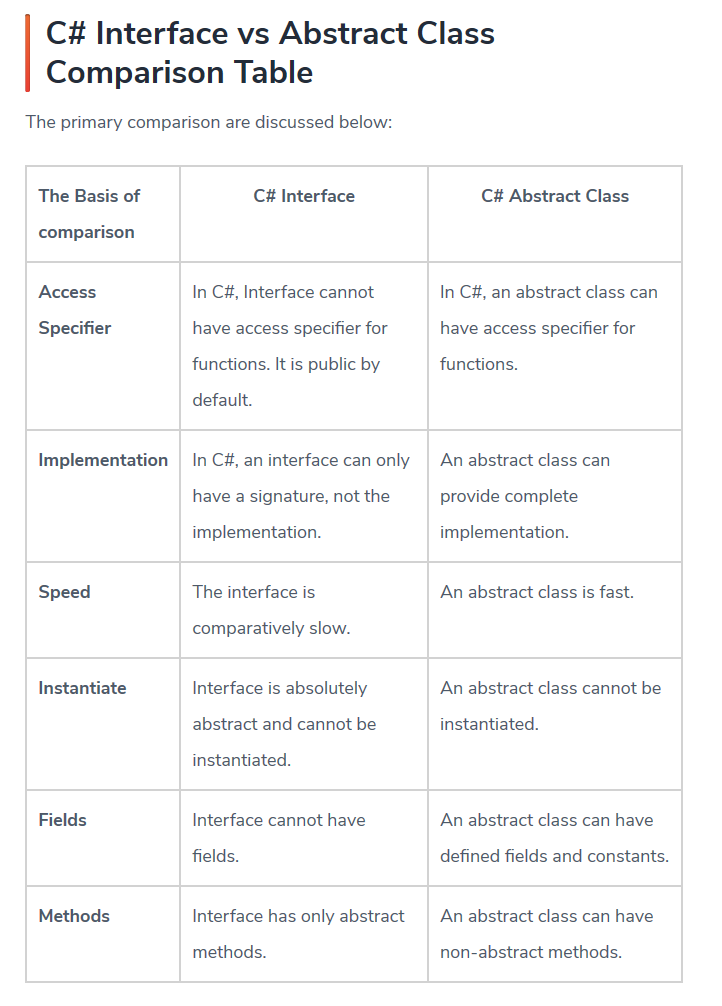 C# Interface vs Abstract Class
Comparison Table
The primary comparison are discussed below:
The Basis of
comparison
C# Interface
C# Abstract Class
Access
Specifier
In C#, Interface cannot
have access specifier for
functions. It is public by
default.
In C#, an abstract class can
have access specifier for
functions.
Implementation
In C#, an interface can only
have a signature, not the
implementation.
An abstract class can
provide complete
implementation.
Speed
The interface is
comparatively slow.
An abstract class is fast.
Instantiate
Interface is absolutely
abstract and cannot be
instantiated.
An abstract class cannot be
instantiated.
Fields
Interface cannot have
fields.
An abstract class can have
defined fields and constants.
Methods
Interface has only abstract
methods.
An abstract class can have
non-abstract methods.